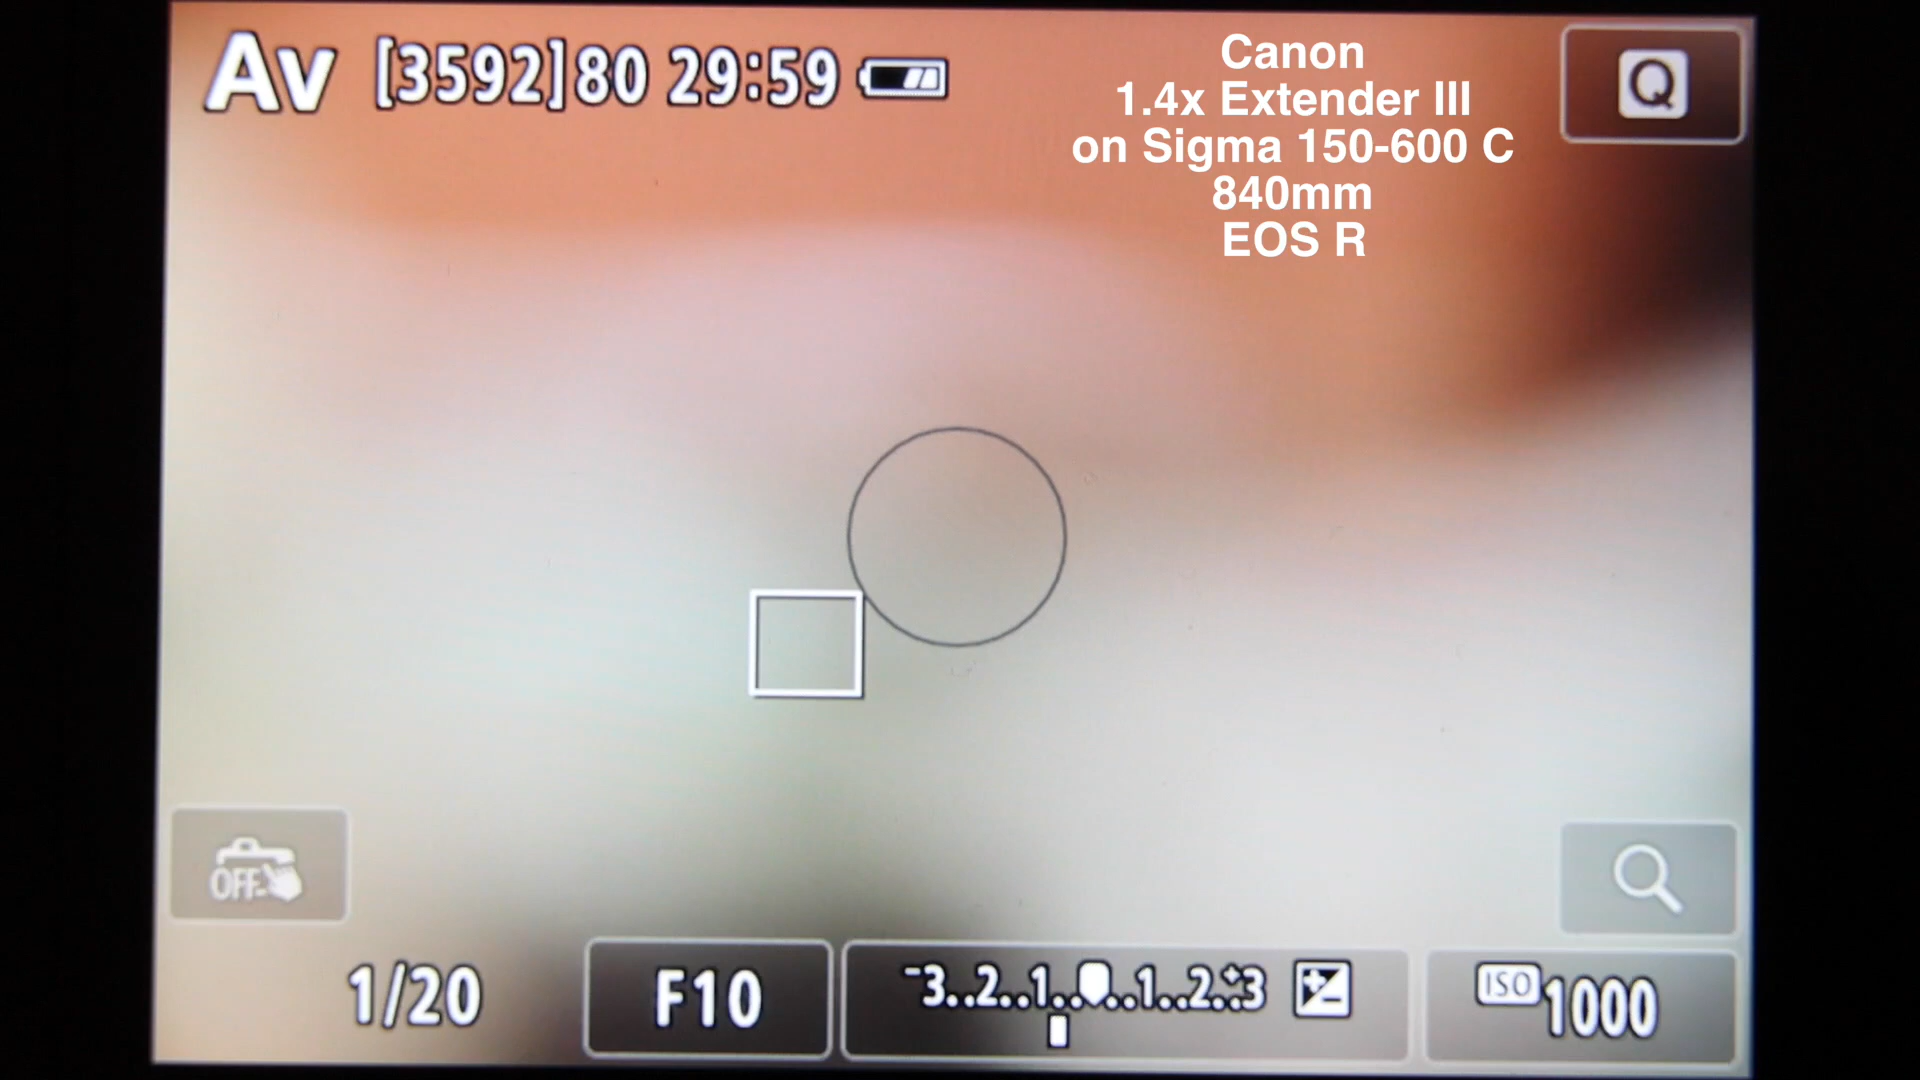 Av [3592] 80 29:59
Canon
1.4x Extender III
on Sigma 150-600 C
840mm
EOS R
Q
OFF
1/20 F10 -3..2..1....1..2..+3 ISO 1000